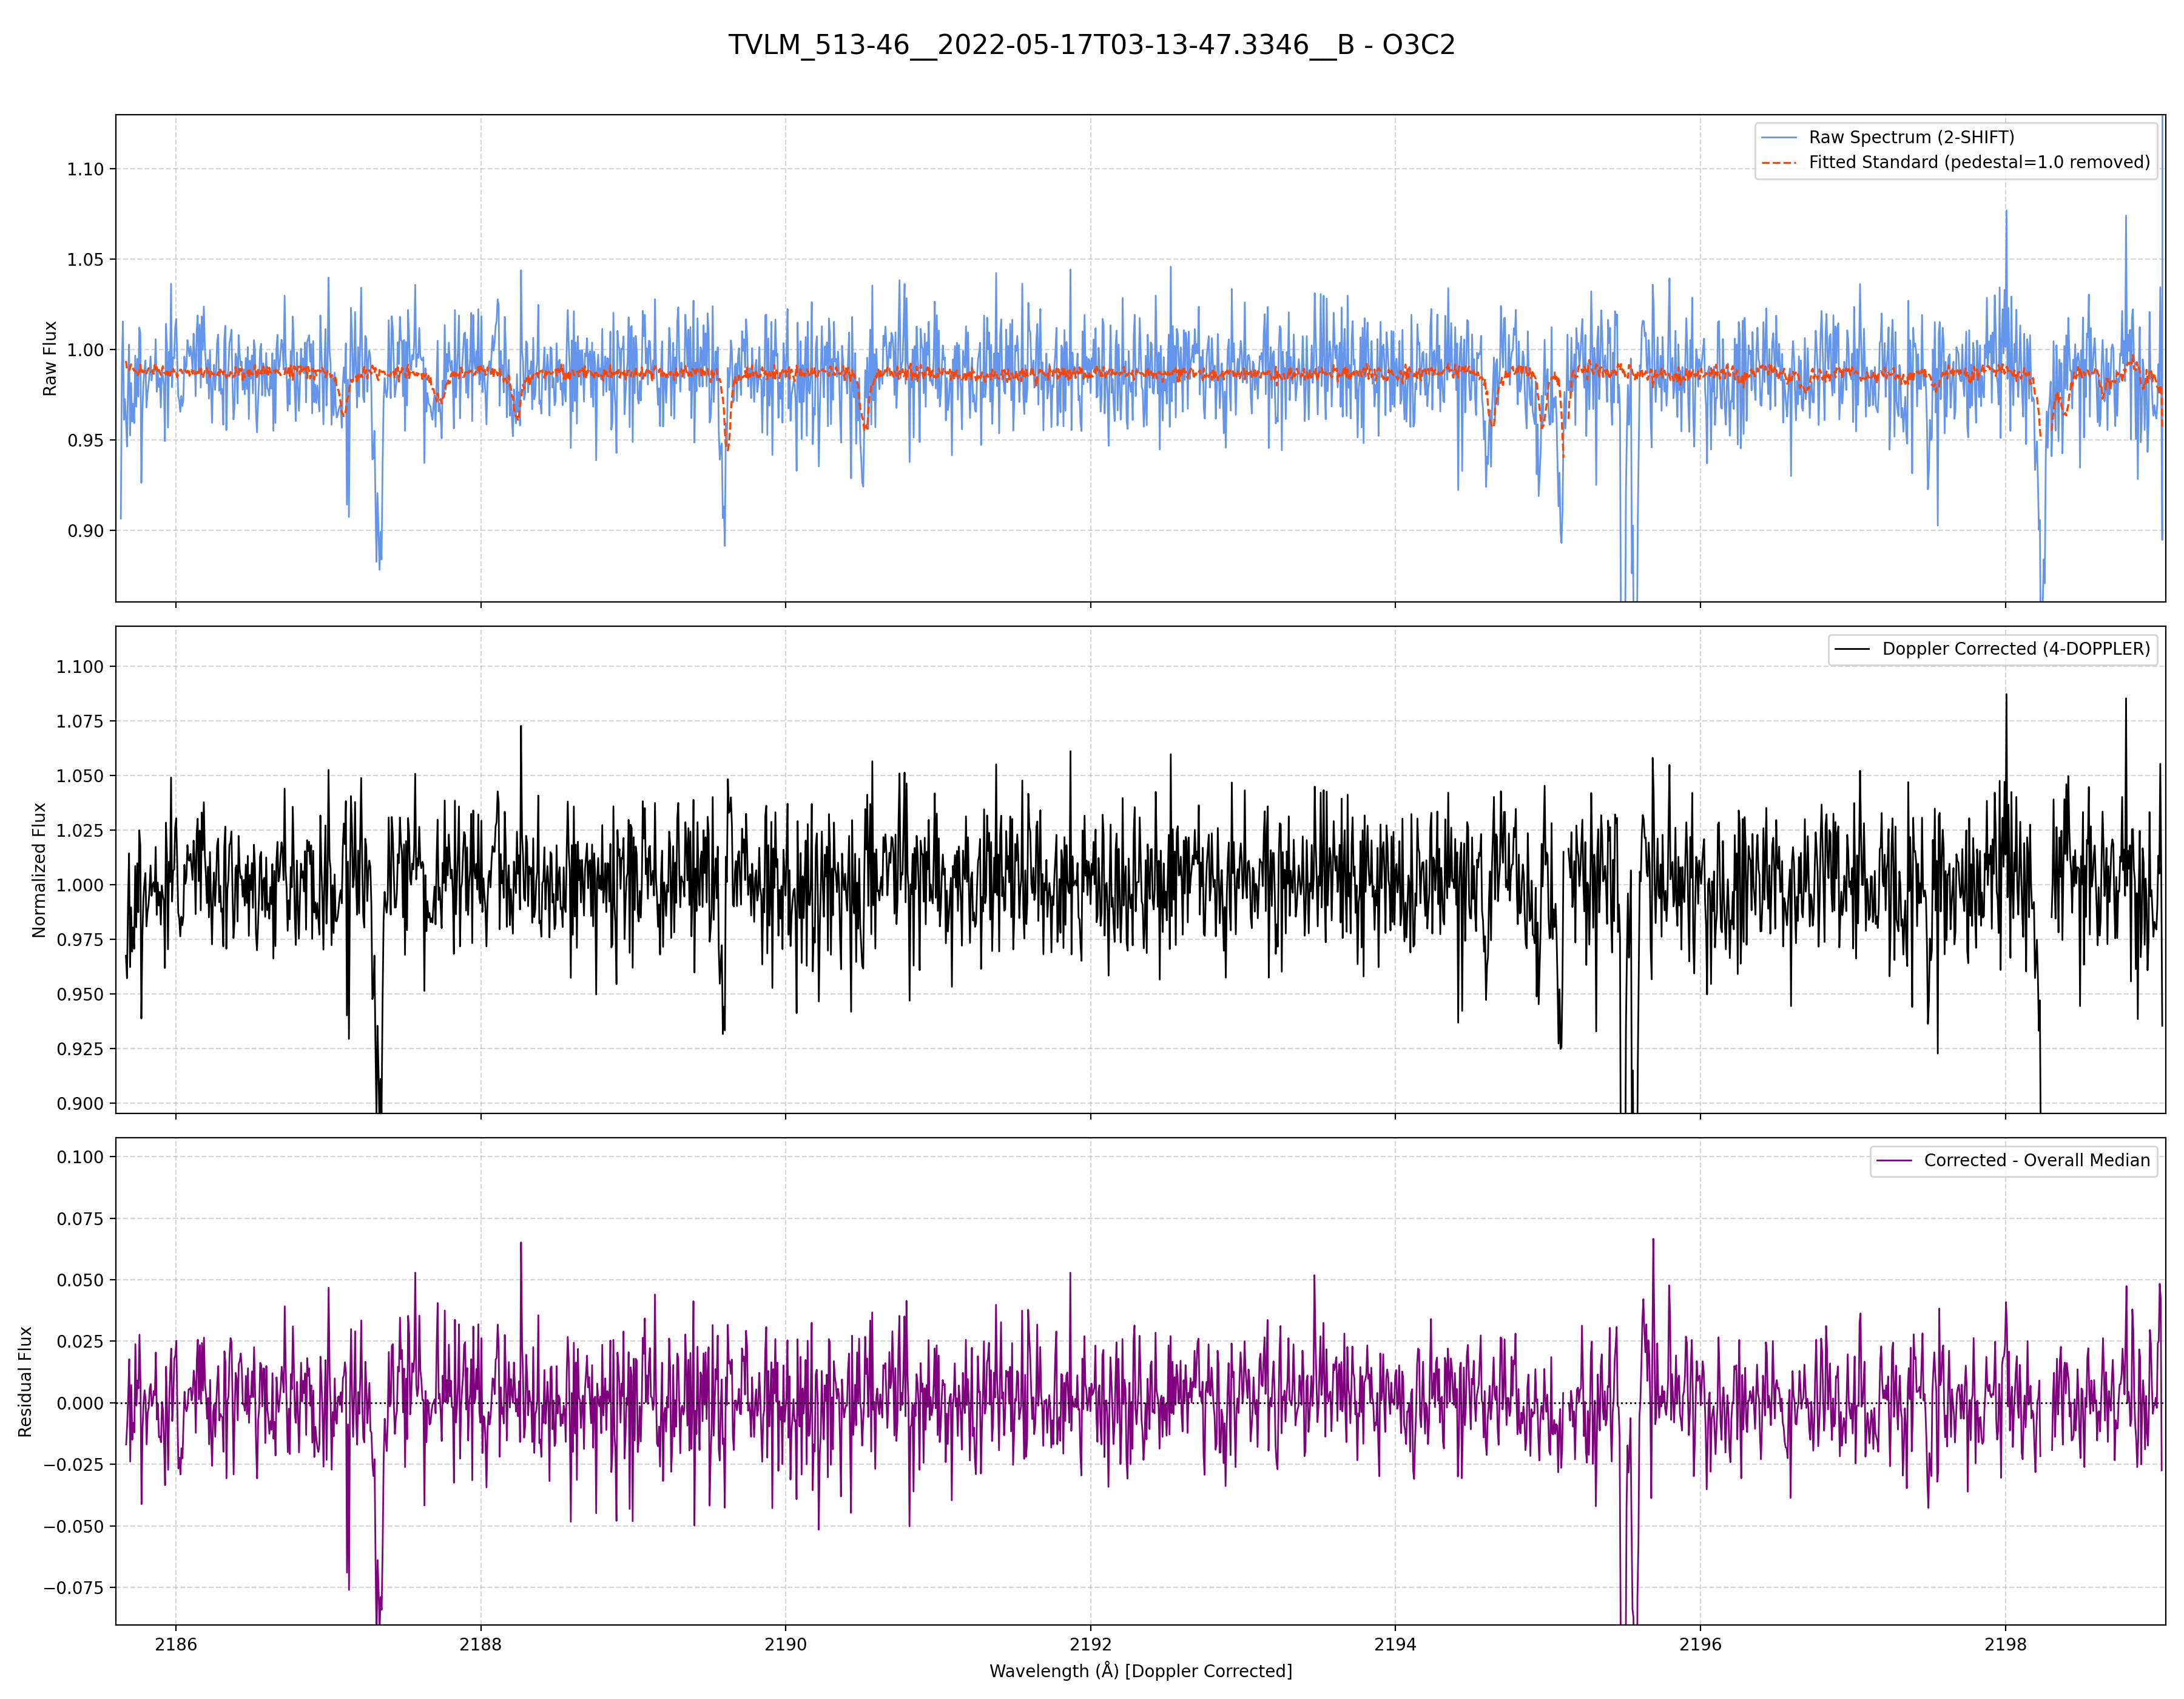 TVLM_513-46__2022-05-17T03-13-47.3346__B - O3C2
Raw Spectrum (2-SHIFT)
Fitted Standard (pedestal=1.0 removed)
Raw Flux
1.10
1.05
1.00
0.95
0.90
Doppler Corrected (4-DOPPLER)
Normalized Flux
1.100
1.075
1.050
1.025
1.000
0.975
0.950
0.925
0.900
Corrected - Overall Median
Residual Flux
0.100
0.075
0.050
0.025
0.000
−0.025
−0.050
−0.075
2186 2188 2190 2192 2194 2196 2198
Wavelength (Å) [Doppler Corrected]